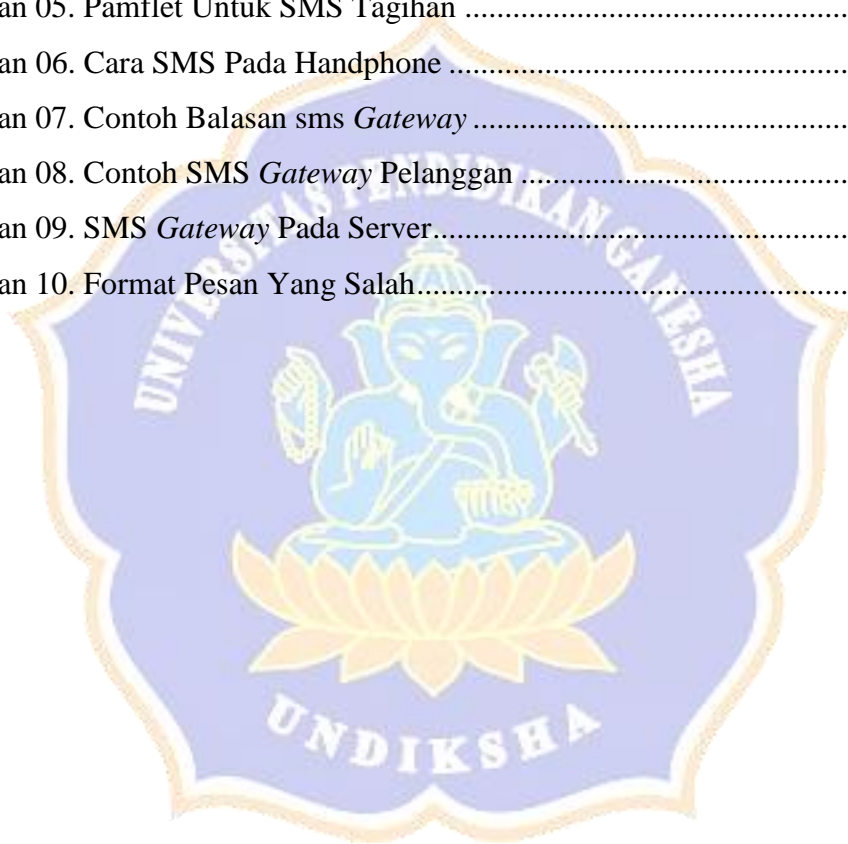 an 05. Pamflet Untuk SMS Tagihan ........................................................
an 06. Cara SMS Pada Handphone ..........................................................
an 07. Contoh Balasan sms Gateway .......................................................
an 08. Contoh SMS Gateway Pelanggan .................................................
an 09. SMS Gateway Pada Server............................................................
an 10. Format Pesan Yang Salah..............................................................
UNIVERSITAS PENDIDIKAN GANESHA
UNDIKSHA